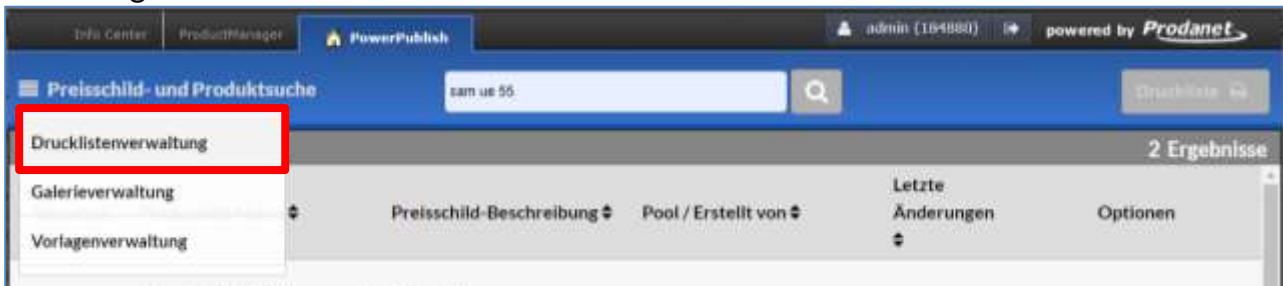 Info Center ProductManager PowerPublish admin (184880) powered by Prodanet
Preisschild- und Produktsuche sam ue 55 Druckliste
Drucklistenverwaltung 2 Ergebnisse
Galerieverwaltung
Vorlagenverwaltung
Preisschild-Beschreibung Pool / Erstellt von Letzte Änderungen Optionen